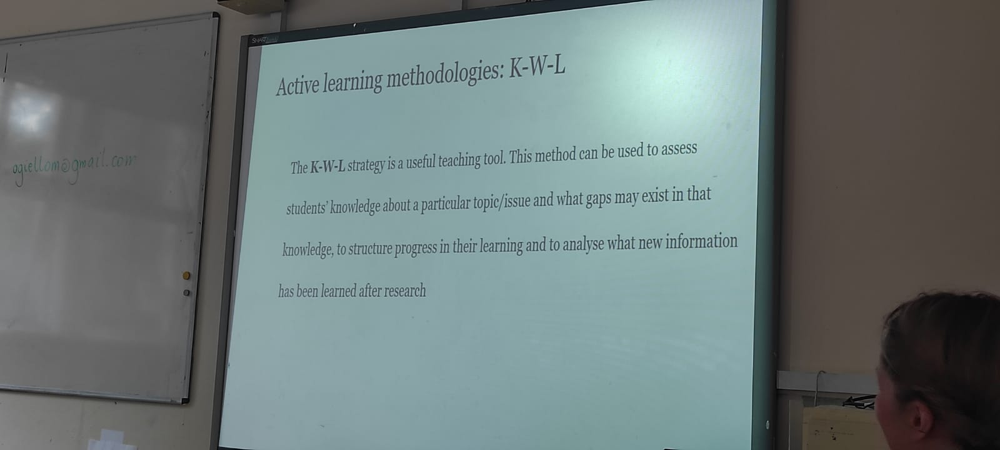 SMART
Active learning methodologies: K-W-L
ogiellom@gmail.com
The K-W-L strategy is a useful teaching tool. This method can be used to assess
students’ knowledge about a particular topic/issue and what gaps may exist in that
knowledge, to structure progress in their learning and to analyse what new information
has been learned after research